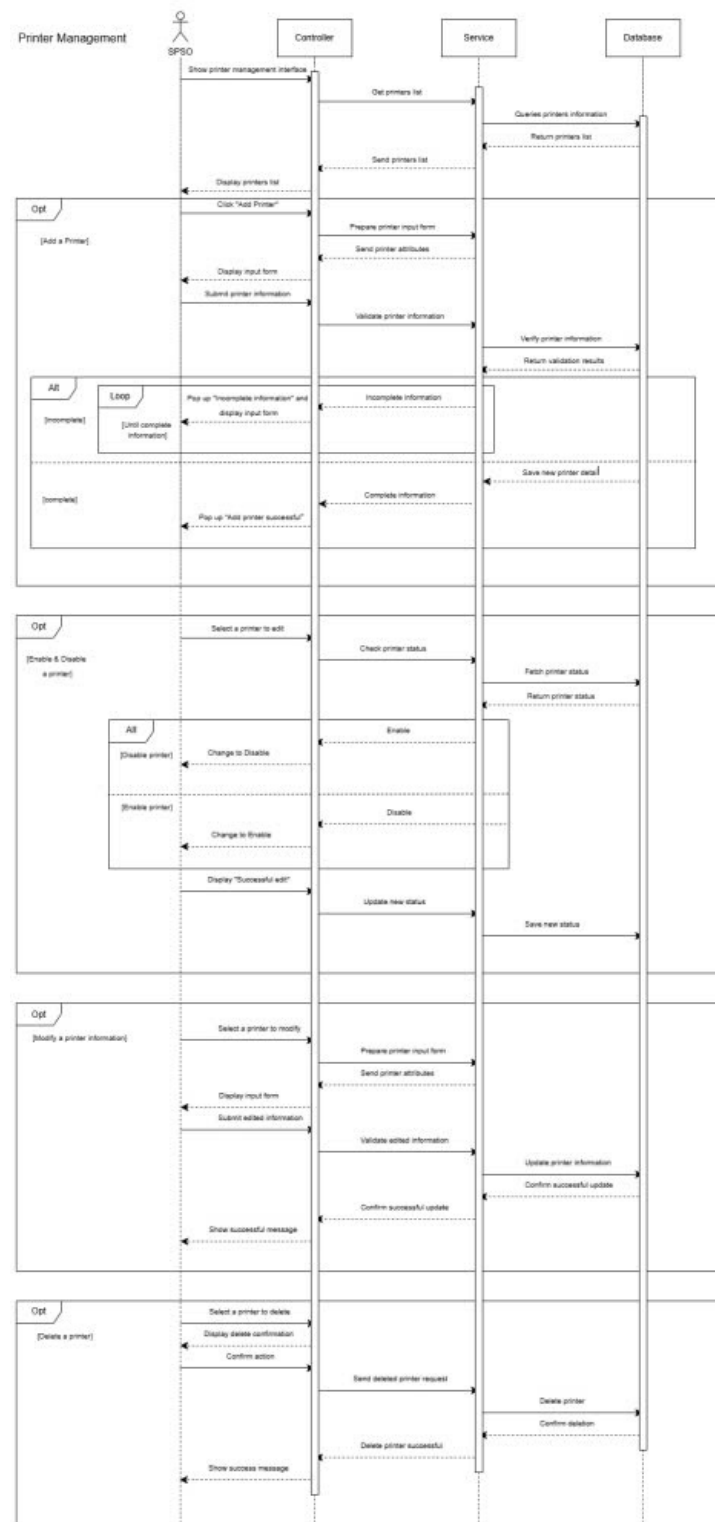 Printer Management
SPSO
Controller
Service
Database
Show printer management interface
Get printers list
Queries printers information
Return printers list
Send printers list
Display printers list
Opt
Click "Add Printer"
[Add a Printer]
Prepare printer input form
Send printer attributes
Display input form
Submit printer information
Validate printer information
Verify printer information
Return validation results
Alt
Loop
Pop up "Incomplete information" and
display input form
Incomplete information
[Incomplete]
[Until complete
information]
Save new printer detail
[complete]
Complete information
Pop up "Add printer successful"
Opt
Select a printer to edit
[Enable & Disable
a printer]
Check printer status
Fetch printer status
Return printer status
Alt
Enable
[Disable printer]
Change to Disable
[Enable printer]
Disable
Change to Enable
Display "Successful edit"
Update new status
Save new status
Opt
[Modify a printer information]
Select a printer to modify
Prepare printer input form
Send printer attributes
Display input form
Submit edited information
Validate edited information
Update printer information
Confirm successful update
Confirm successful update
Show successful message
Opt
Select a printer to delete
[Delete a printer]
Display delete confirmation
Confirm action
Send deleted printer request
Delete printer
Confirm deletion
Delete printer successful
Show success message